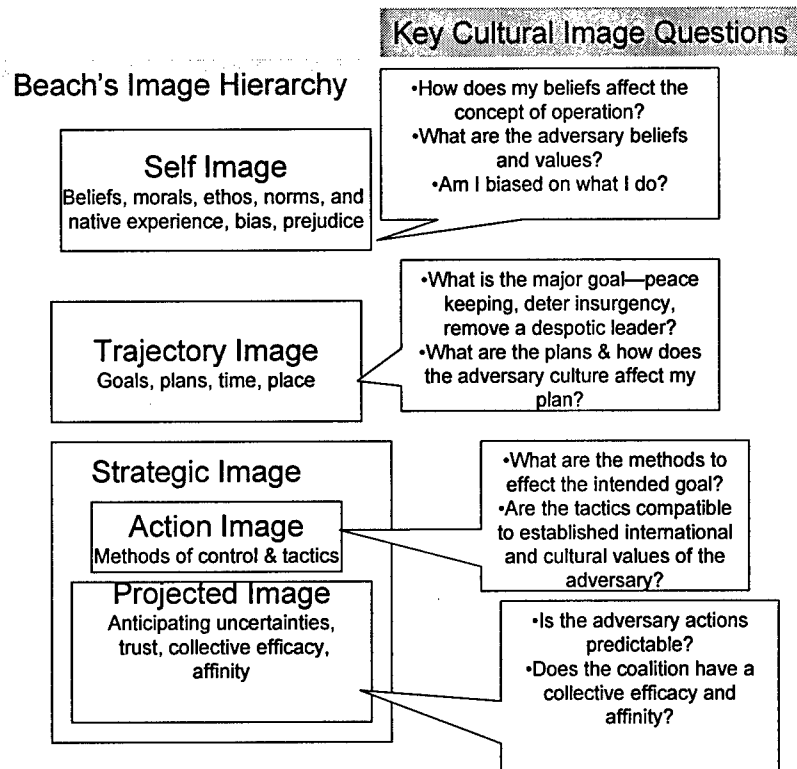 Key Cultural Image Questions
Beach's Image Hierarchy
•How does my beliefs affect the
concept of operation?
•What are the adversary beliefs
and values?
•Am I biased on what I do?
Self Image
Beliefs, morals, ethos, norms, and
native experience, bias, prejudice
•What is the major goal—peace
keeping, deter insurgency,
remove a despotic leader?
•What are the plans & how does
the adversary culture affect my
plan?
Trajectory Image
Goals, plans, time, place
Strategic Image
•What are the methods to
effect the intended goal?
•Are the tactics compatible
to established international
and cultural values of the
adversary?
Action Image
Methods of control & tactics
Projected Image
Anticipating uncertainties,
trust, collective efficacy,
affinity
•Is the adversary actions
predictable?
•Does the coalition have a
collective efficacy and
affinity?